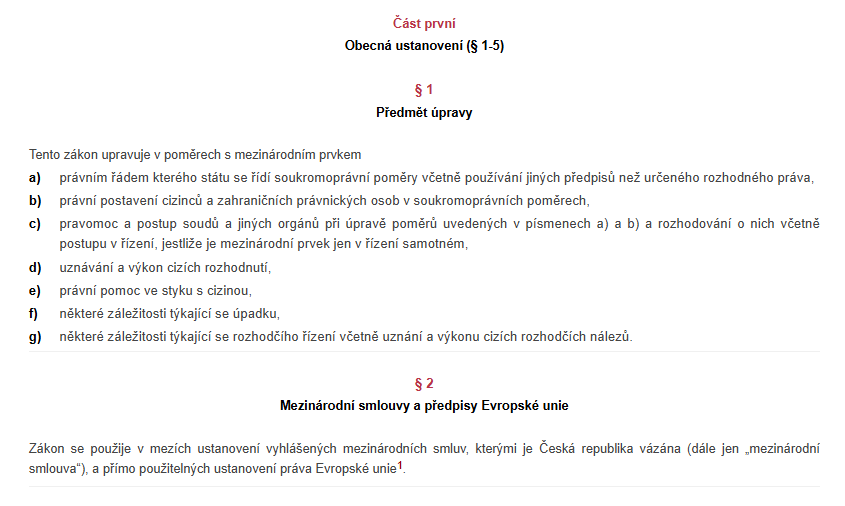 Část první
Obecná ustanovení (§ 1-5)
§ 1
Předmět úpravy
Tento zákon upravuje v poměrech s mezinárodním prvkem
a) právním řádem kterého státu se řídí soukromoprávní poměry včetně používání jiných předpisů než určeného rozhodného práva,
b) právní postavení cizinců a zahraničních právnických osob v soukromoprávních poměrech,
c) pravomoc a postup soudů a jiných orgánů při úpravě poměrů uvedených v písmenech a) a b) a rozhodování o nich včetně
postupu v řízení, jestliže je mezinárodní prvek jen v řízení samotném,
d) uznávání a výkon cizích rozhodnutí,
e) právní pomoc ve styku s cizinou,
f) některé záležitosti týkající se úpadku,
g) některé záležitosti týkající se rozhodčího řízení včetně uznání a výkonu cizích rozhodčích nálezů.
§ 2
Mezinárodní smlouvy a předpisy Evropské unie
Zákon se použije v mezích ustanovení vyhlášených mezinárodních smluv, kterými je Česká republika vázána (dále jen „mezinárodní
smlouva“), a přímo použitelných ustanovení práva Evropské unie1.